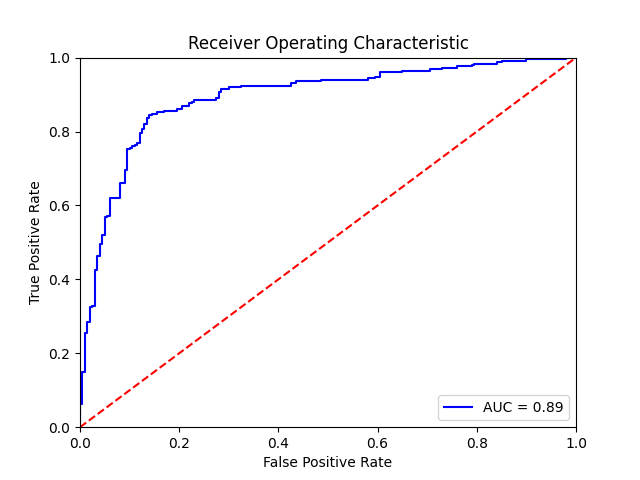 Receiver Operating Characteristic
1.0
0.8
0.6
0.4
0.2
0.0
True Positive Rate
AUC = 0.89
0.0 0.2 0.4 0.6 0.8 1.0
False Positive Rate